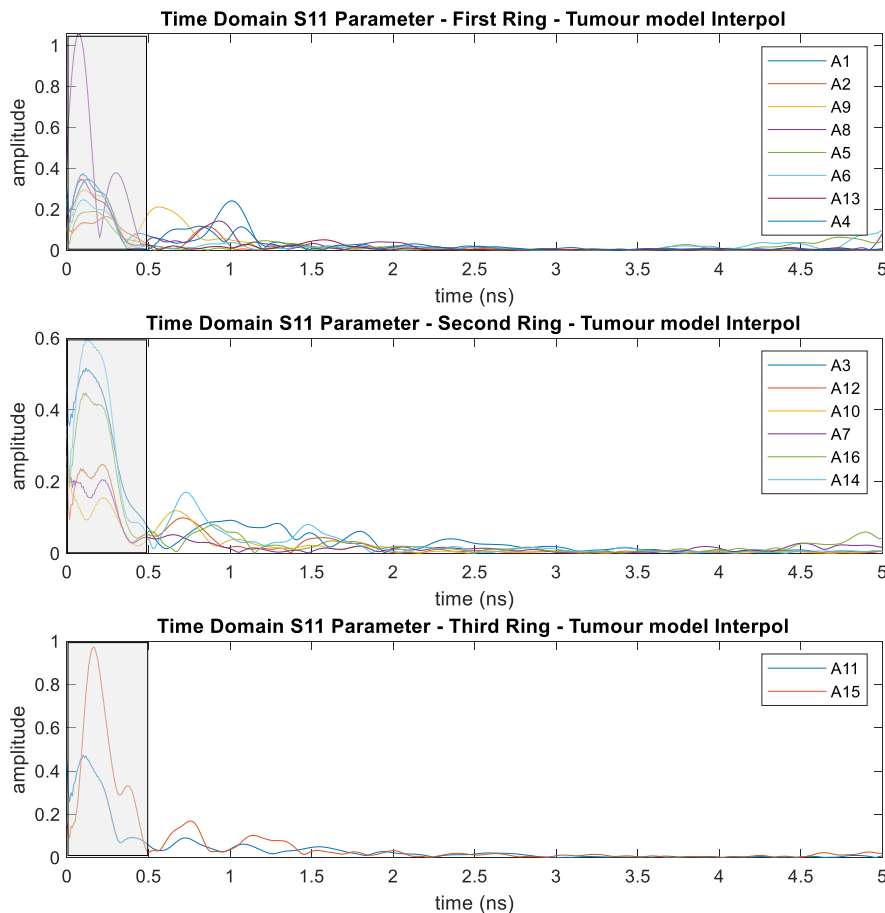 Time Domain S11 Parameter - First Ring - Tumour model Interpol
1
0.8
0.6
0.4
0.2
0
amplitude
A1
A2
A9
A8
A5
A6
A13
A4
0 0.5 1 1.5 2 2.5 3 3.5 4 4.5 5
time (ns)
Time Domain S11 Parameter - Second Ring - Tumour model Interpol
0.6
0.4
0.2
0
amplitude
A3
A12
A10
A7
A16
A14
0 0.5 1 1.5 2 2.5 3 3.5 4 4.5 5
time (ns)
Time Domain S11 Parameter - Third Ring - Tumour model Interpol
1
0.8
0.6
0.4
0.2
0
amplitude
A11
A15
0 0.5 1 1.5 2 2.5 3 3.5 4 4.5 5
time (ns)